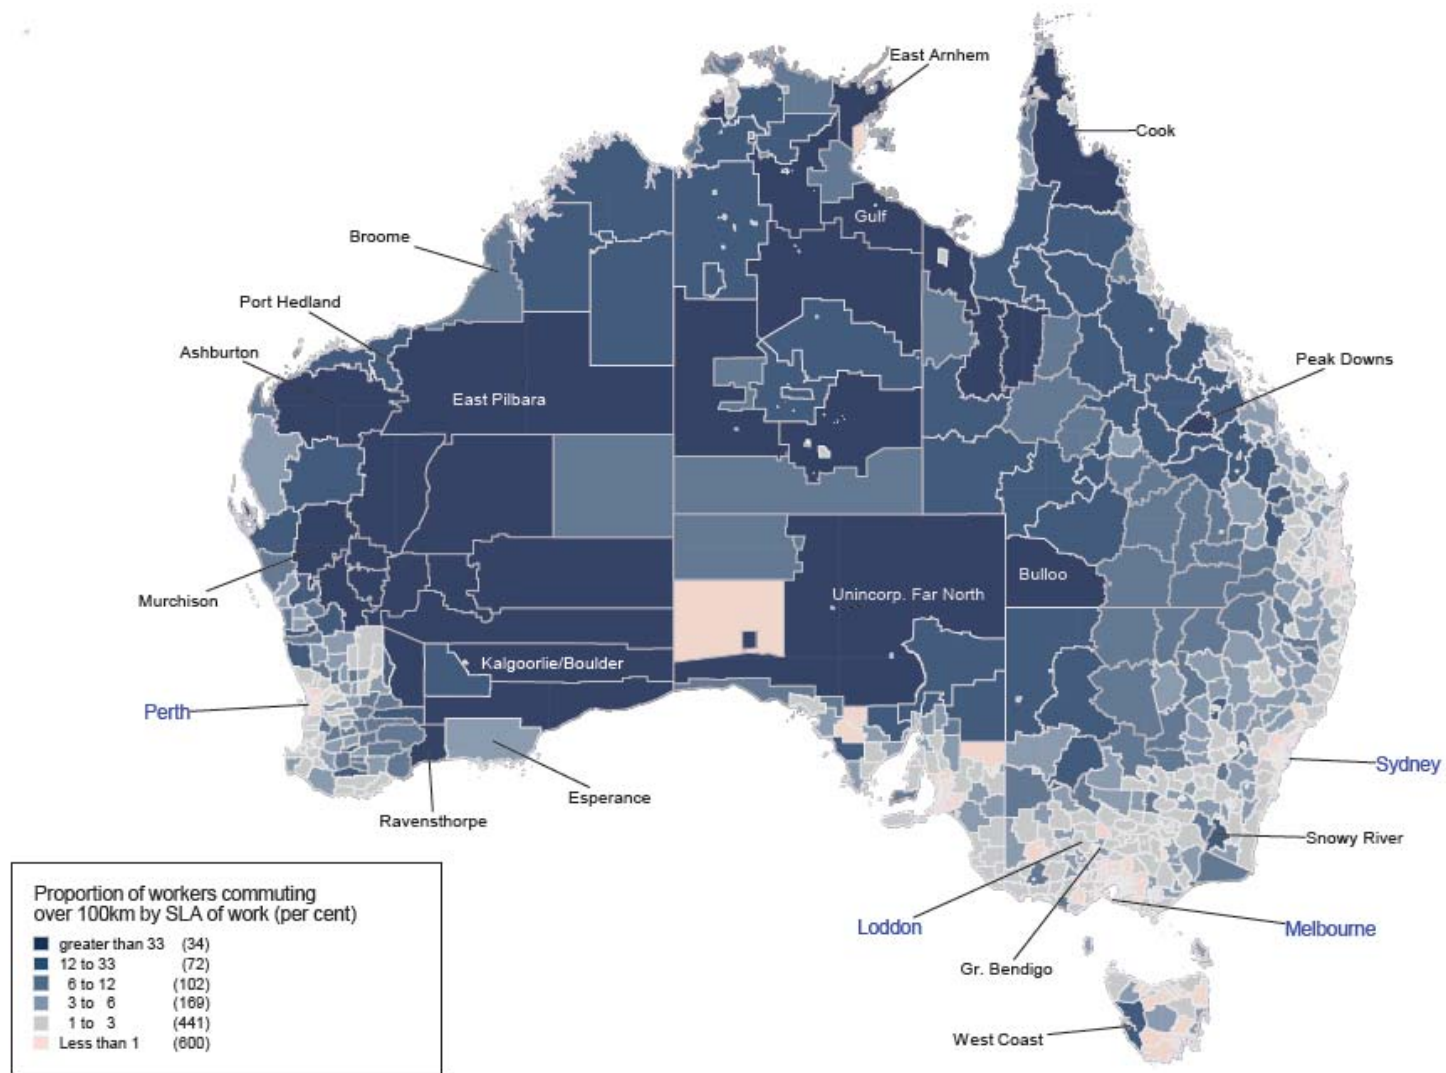 East Arnhem
Cook
Gulf
Broome
Port Hedland
Ashburton
Peak Downs
East Pilbara
Bulloo
Murchison
Unincorp. Far North
Kalgoorlie/Boulder
Perth
Sydney
Esperance
Ravensthorpe
Snowy River
Loddon
Melbourne
Gr. Bendigo
West Coast
Proportion of workers commuting
over 100km by SLA of work (per cent)
greater than 33 (34)
12 to 33 (72)
6 to 12 (102)
3 to 6 (169)
1 to 3 (441)
Less than 1 (600)